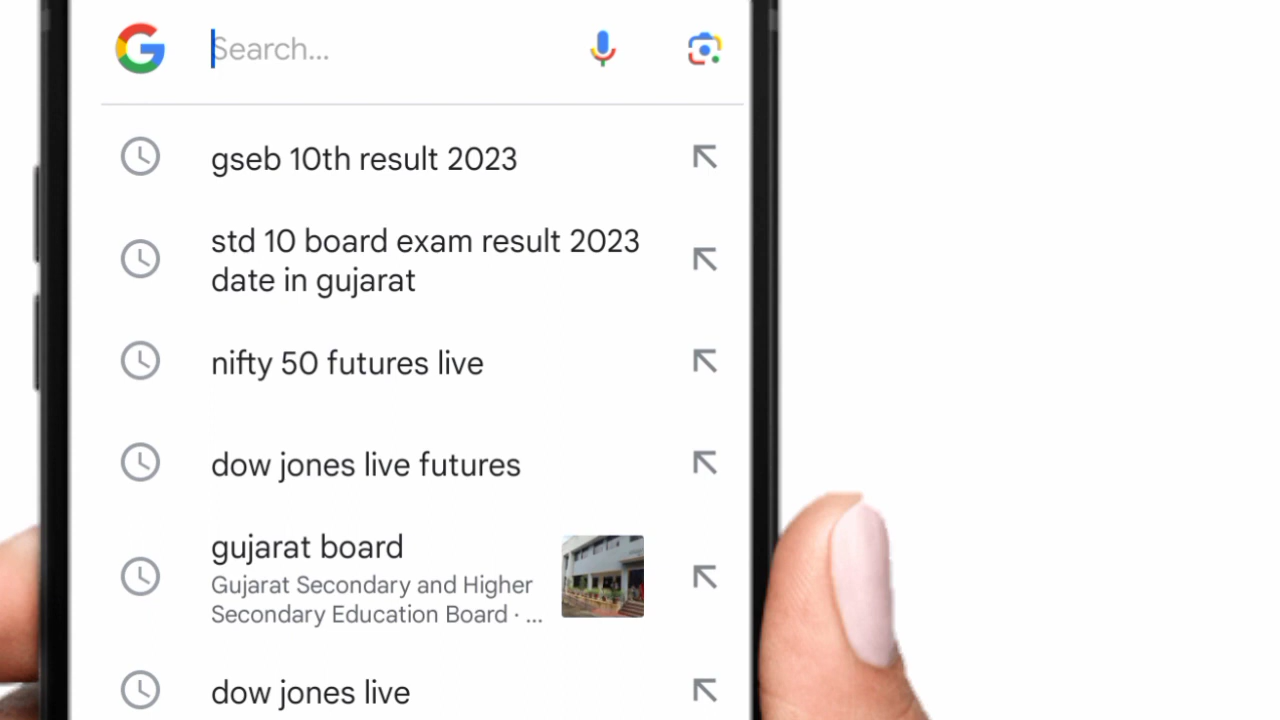 Search...
gseb 10th result 2023
std 10 board exam result 2023
date in gujarat
nifty 50 futures live
dow jones live futures
gujarat board
Gujarat Secondary and Higher
Secondary Education Board · ...
dow jones live